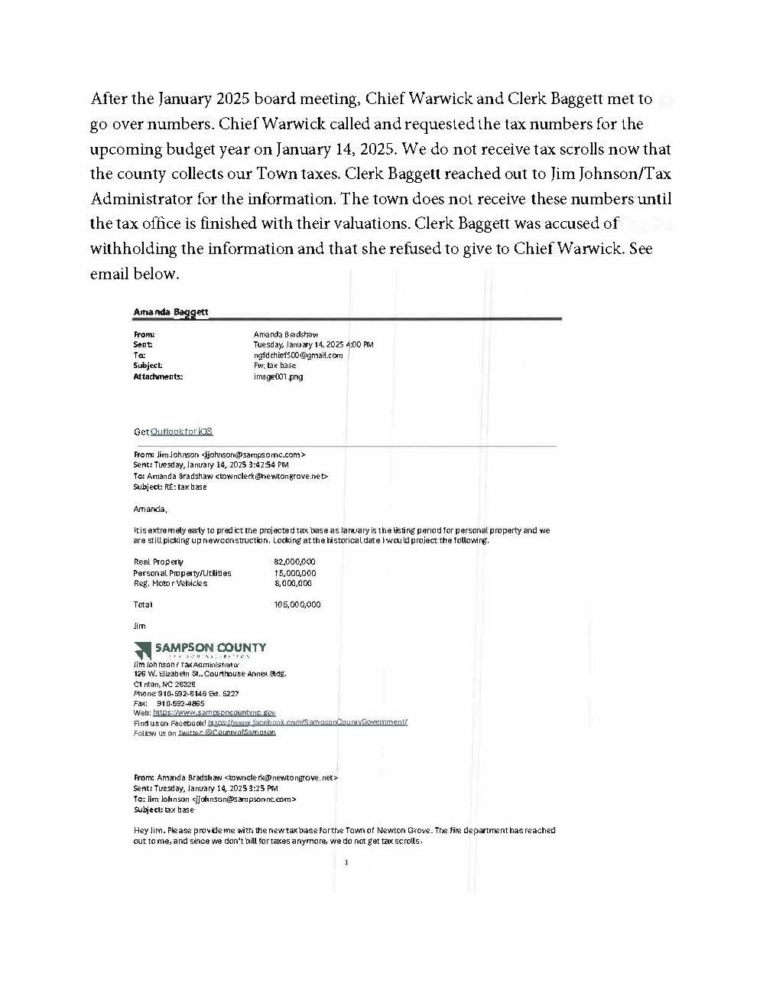 After the January 2025 board meeting, Chief Warwick and Clerk Baggett met to
go over numbers. Chief Warwick called and requested the tax numbers for the
upcoming budget year on January 14, 2025. We do not receive tax scrolls now that
the county collects our Town taxes. Clerk Baggett reached out to Jim Johnson/Tax
Administrator for the information. The town does not receive these numbers until
the tax office is finished with their valuations. Clerk Baggett was accused of
withholding the information and that she refused to give to Chief Warwick. See
email below.
Amanda Baggett
From: Amanda Bradshaw
Sent: Tuesday, January 14, 2025 4:00 PM
To: ngfdchief500@gmail.com
Subject: Fw: tax base
Attachments: image001.png
Get Outlook for iOS
From: Jim Johnson <jjohnson@sampsonnc.com>
Sent: Tuesday, January 14, 2025 3:42:54 PM
To: Amanda Bradshaw <townclerk@newtongrove.net>
Subject: RE: tax base
Amanda,
It is extremely early to predict the projected tax base as January is the listing period for personal property and we
are still picking up new construction. Looking at the historical date I would project the following.
Real Property 82,000,000
Personal Property/Utilities 15,000,000
Reg. Motor Vehicles 8,000,000
Total 105,000,000
Jim
SAMPSON COUNTY
Jim Johnson / Tax Administrator
126 W. Elizabeth St., Courthouse Annex Bldg.
Clinton, NC 28328
Phone: 910-592-8146 Ext. 5227
Fax: 910-592-4865
Web: https://www.sampsoncountync.gov
Find us on Facebook! https://www.facebook.com/SampsonCountyGovernment/
Follow us on Twitter: @CountyofSampson
From: Amanda Bradshaw <townclerk@newtongrove.net>
Sent: Tuesday, January 14, 2025 3:25 PM
To: Jim Johnson <jjohnson@sampsonnc.com>
Subject: tax base
Hey Jim. Please provide me with the new tax base for the Town of Newton Grove. The fire department has reached
out to me, and since we don't bill for taxes anymore, we do not get tax scrolls.
1